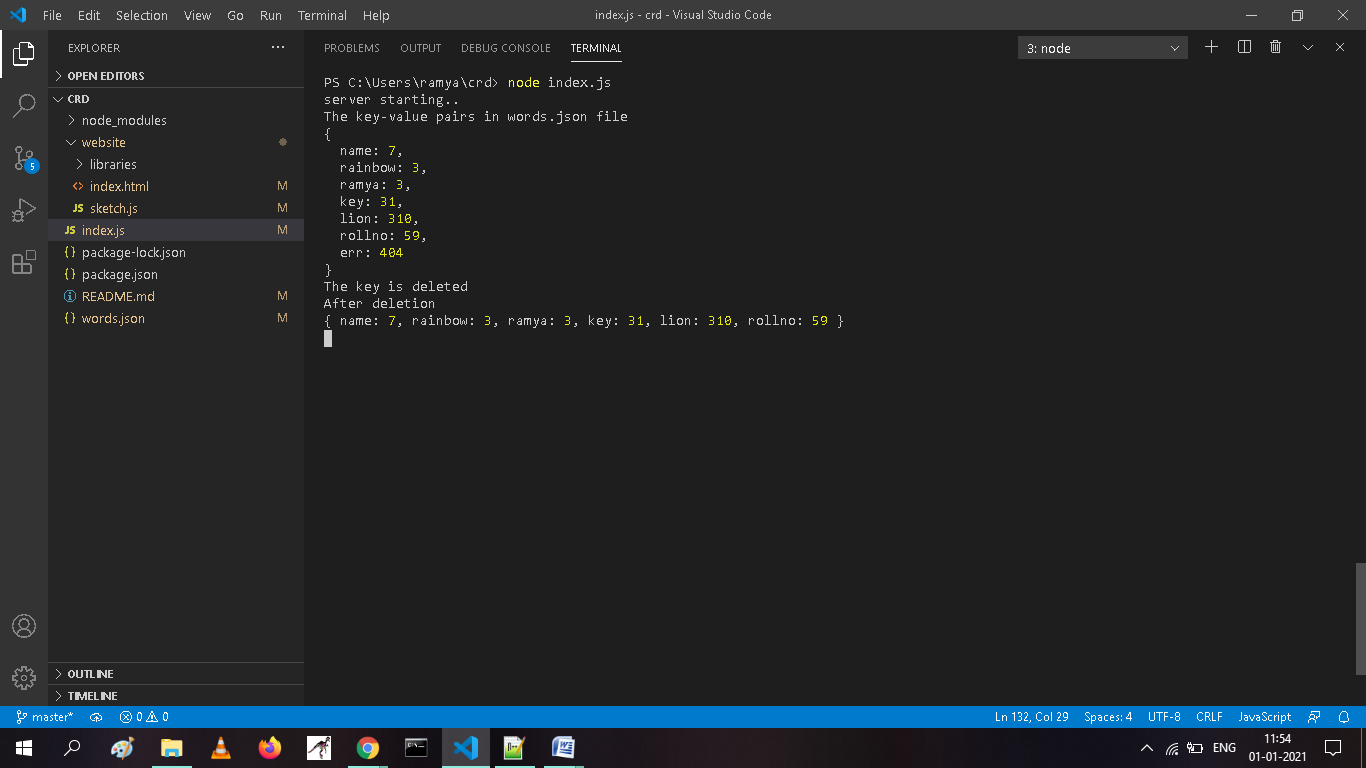 File Edit Selection View Go Run Terminal Help
index.js - crd - Visual Studio Code
EXPLORER
OPEN EDITORS
CRD
node_modules
website
libraries
index.html M
JS sketch.js M
JS index.js M
{} package-lock.json
{} package.json
README.md M
{} words.json M
OUTLINE
TIMELINE
5
PROBLEMS OUTPUT DEBUG CONSOLE TERMINAL
3: node
PS C:\Users\ramya\crd> node index.js
server starting..
The key-value pairs in words.json file
{
  name: 7,
  rainbow: 3,
  ramya: 3,
  key: 31,
  lion: 310,
  rollno: 59,
  err: 404
}
The key is deleted
After deletion
{ name: 7, rainbow: 3, ramya: 3, key: 31, lion: 310, rollno: 59 }
master* 0 0 Ln 132, Col 29 Spaces: 4 UTF-8 CRLF JavaScript
ENG
11:54
01-01-2021